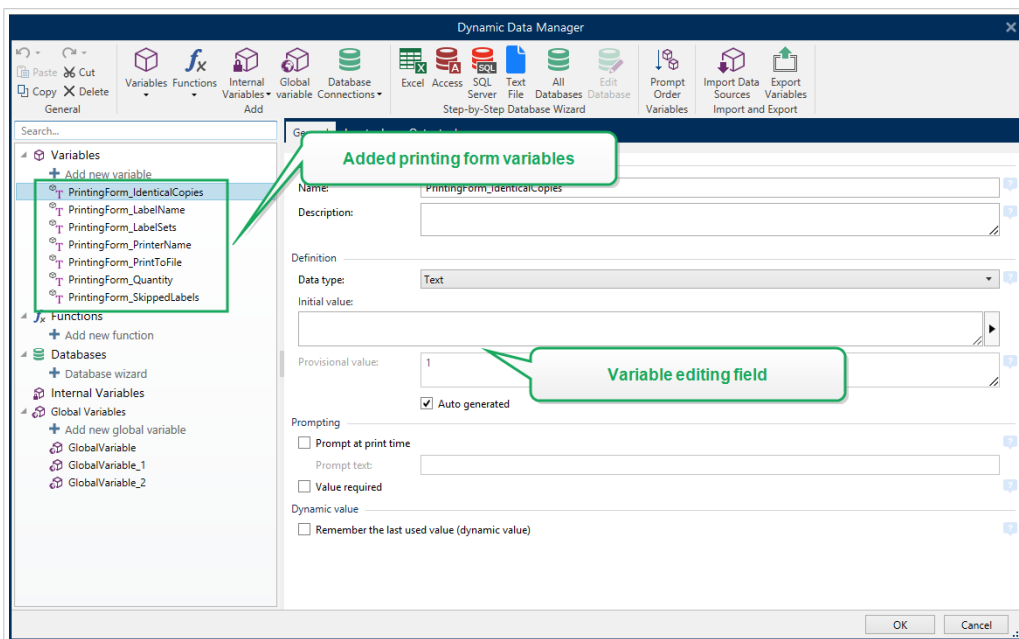 Dynamic Data Manager
Paste Cut
Copy Delete
General
Variables Functions Internal Variables Global variable Database Connections
Add
Excel Access SQL Server Text File All Databases Edit Database
Step-by-Step Database Wizard
Prompt Order
Variables
Import Data Sources Export Variables
Import and Export
Search...
Variables
Add new variable
PrintingForm_IdenticalCopies
PrintingForm_LabelName
PrintingForm_LabelSets
PrintingForm_PrinterName
PrintingForm_PrintToFile
PrintingForm_Quantity
PrintingForm_SkippedLabels
Functions
Add new function
Databases
Database wizard
Internal Variables
Global Variables
Add new global variable
GlobalVariable
GlobalVariable_1
GlobalVariable_2
Added printing form variables
Name: PrintingForm_IdenticalCopies
Description:
Definition
Data type: Text
Initial value:
Provisional value: 1
Variable editing field
Auto generated
Prompting
Prompt at print time
Prompt text:
Value required
Dynamic value
Remember the last used value (dynamic value)
OK Cancel